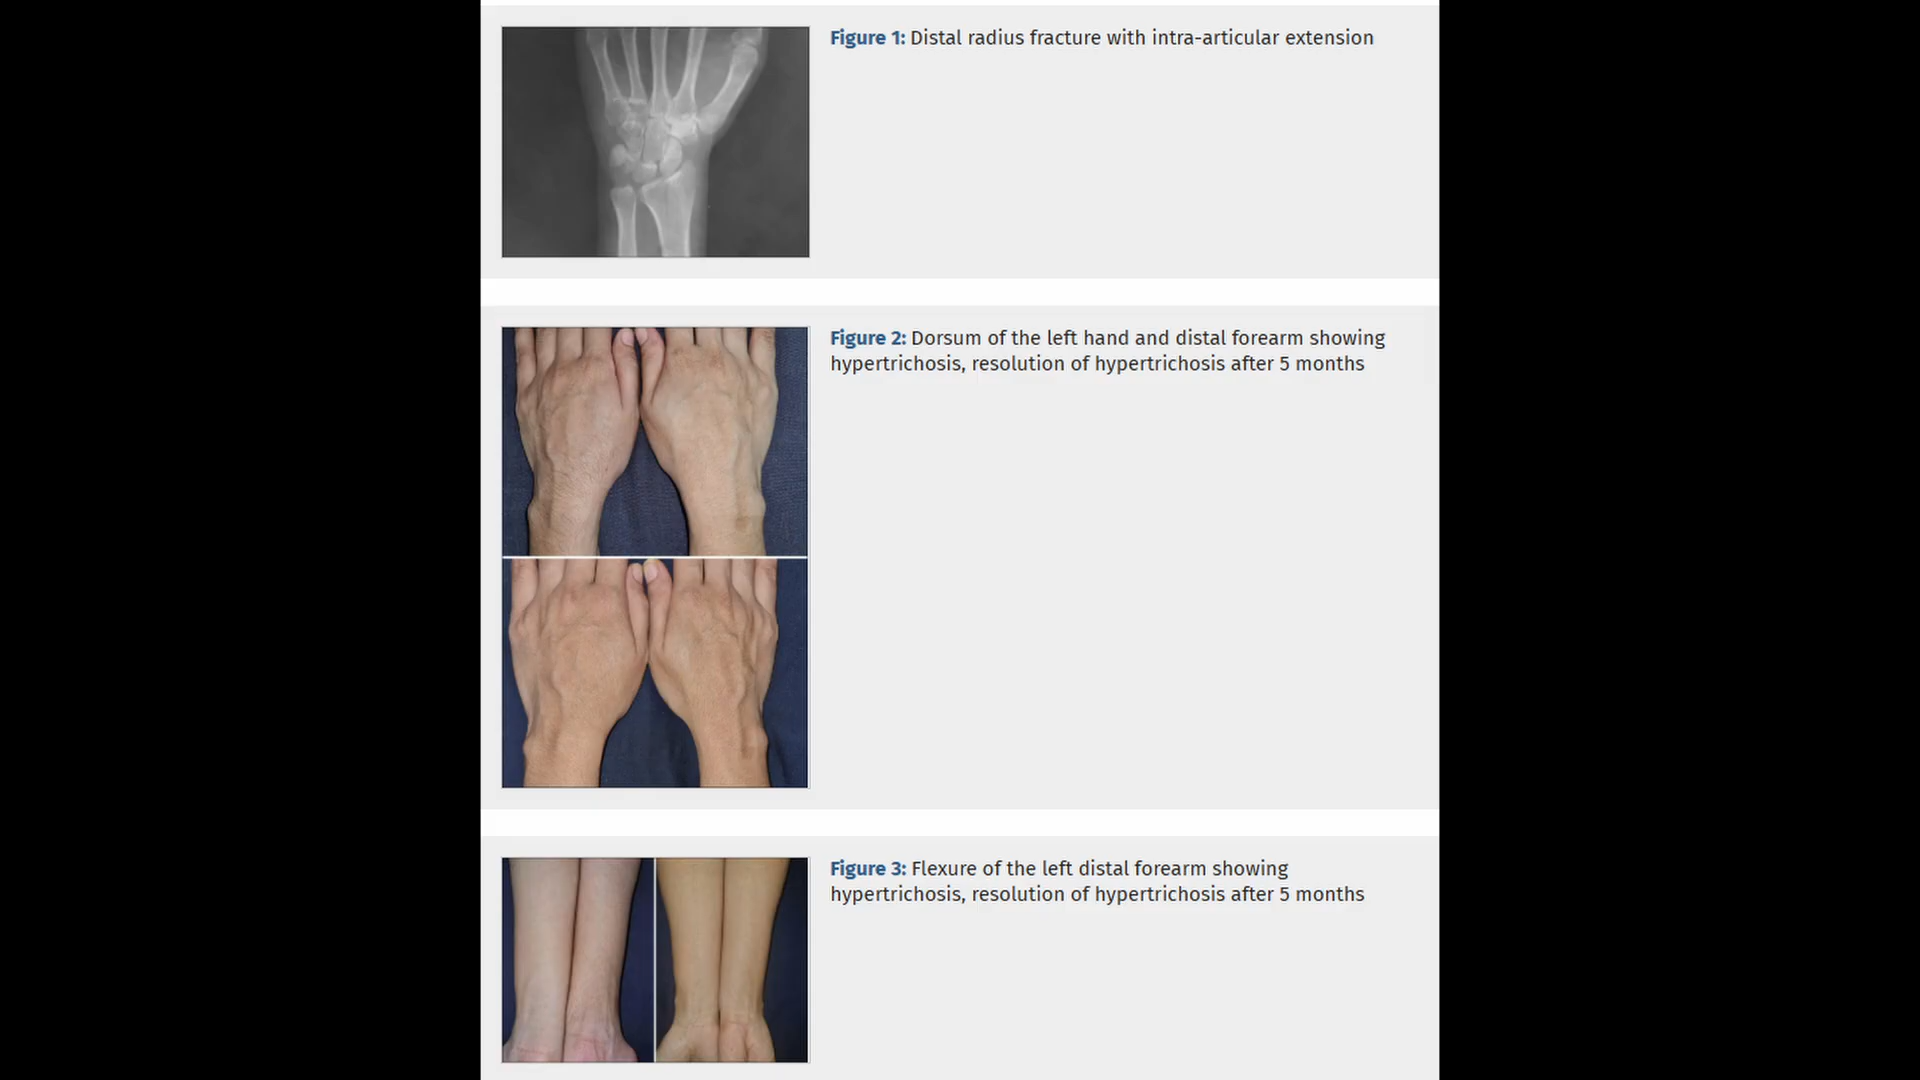 Figure 1: Distal radius fracture with intra-articular extension
Figure 2: Dorsum of the left hand and distal forearm showing
hypertrichosis, resolution of hypertrichosis after 5 months
Figure 3: Flexure of the left distal forearm showing
hypertrichosis, resolution of hypertrichosis after 5 months